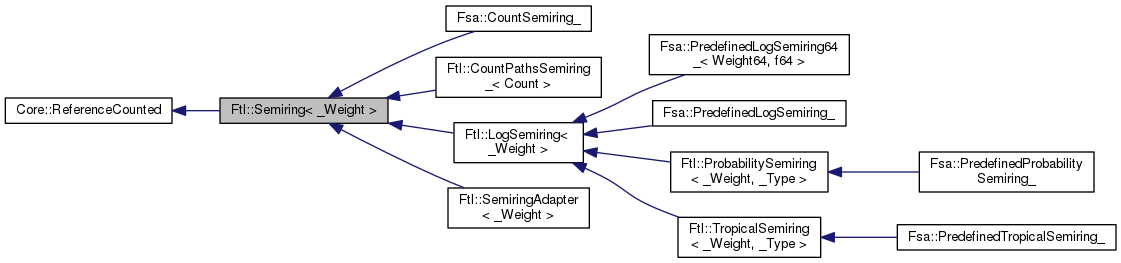 Core::ReferenceCounted
Ftl::Semiring< _Weight >
Fsa::CountSemiring_
Ftl::CountPathsSemiring
_< Count >
Ftl::LogSemiring<
_Weight >
Ftl::SemiringAdapter
< _Weight >
Fsa::PredefinedLogSemiring64
_< Weight64, f64 >
Fsa::PredefinedLogSemiring_
Ftl::ProbabilitySemiring
< _Weight, _Type >
Ftl::TropicalSemiring
< _Weight, _Type >
Fsa::PredefinedProbability
Semiring_
Fsa::PredefinedTropicalSemiring_